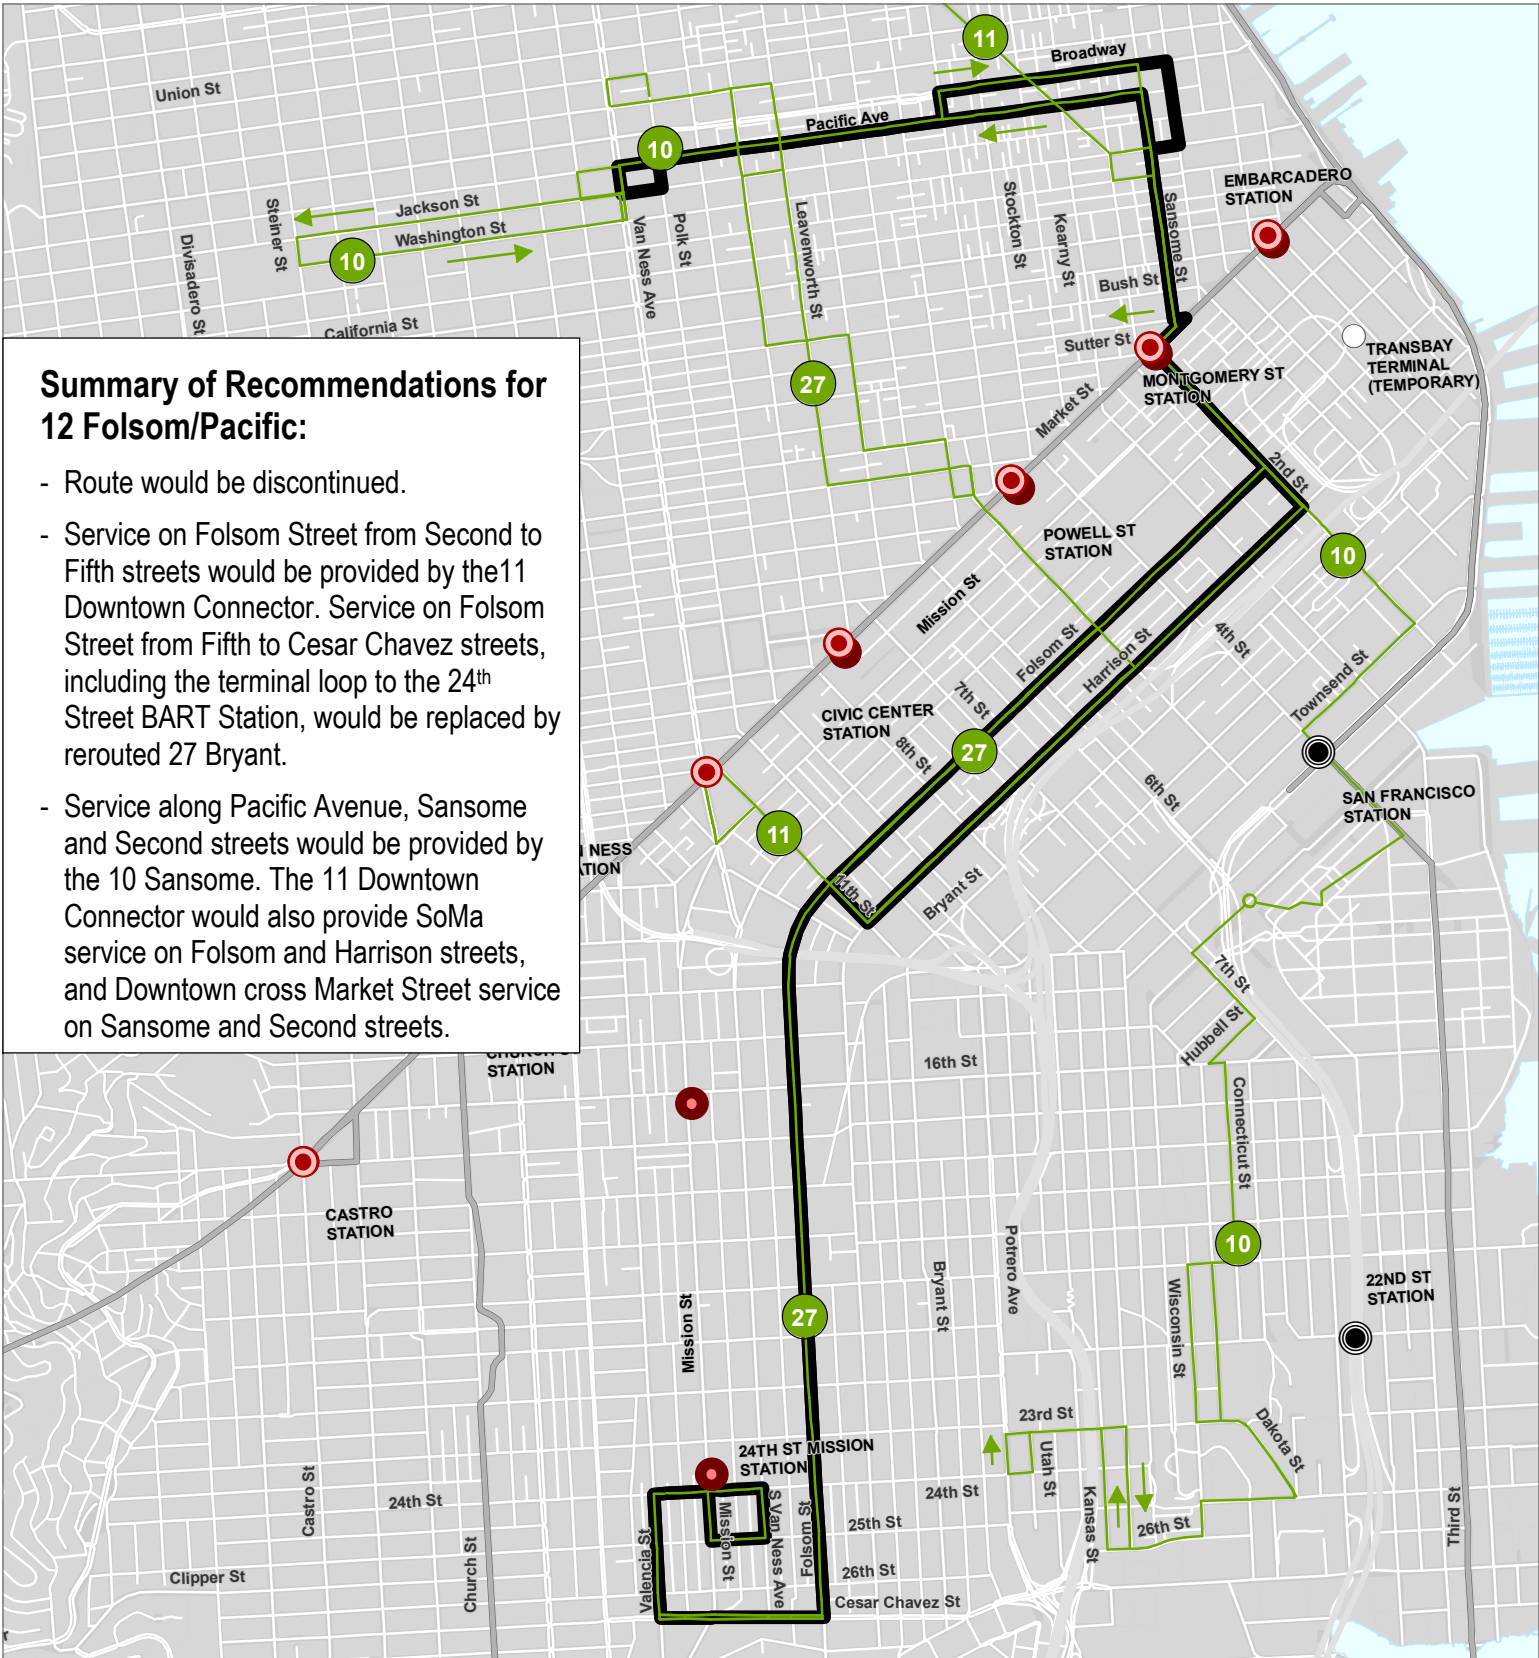 11
Broadway
Union St
Pacific Ave
10
EMBARCADERO
STATION
Jackson St
Washington St
10
Steiner St
Divisadero St
Van Ness Ave
Polk St
Leavenworth St
Stockton St
Kearny St
Sansome St
Bush St
California St
Sutter St
TRANSBAY
TERMINAL
(TEMPORARY)
MONTGOMERY ST
STATION
27
Market St
Summary of Recommendations for
12 Folsom/Pacific:
- Route would be discontinued.
- Service on Folsom Street from Second to
Fifth streets would be provided by the11
Downtown Connector. Service on Folsom
Street from Fifth to Cesar Chavez streets,
including the terminal loop to the 24th
Street BART Station, would be replaced by
rerouted 27 Bryant.
- Service along Pacific Avenue, Sansome
and Second streets would be provided by
the 10 Sansome. The 11 Downtown
Connector would also provide SoMa
service on Folsom and Harrison streets,
and Downtown cross Market Street service
on Sansome and Second streets.
2nd St
POWELL ST
STATION
10
Mission St
Folsom St
Harrison St
4th St
Townsend St
7th St
CIVIC CENTER
STATION
8th St
27
6th St
SAN FRANCISCO
STATION
11
NESS
11th St
Bryant St
7th St
Hubbell St
16th St
STATION
Connecticut St
CASTRO
STATION
10
Potrero Ave
Bryant St
22ND ST
STATION
Wisconsin St
Mission St
27
23rd St
Dakota St
24TH ST MISSION
STATION
Utah St
Castro St
24th St
24th St
Kansas St
Third St
Mission St
S Van Ness Ave
Folsom St
25th St
26th St
Valencia St
Church St
Clipper St
26th St
Cesar Chavez St